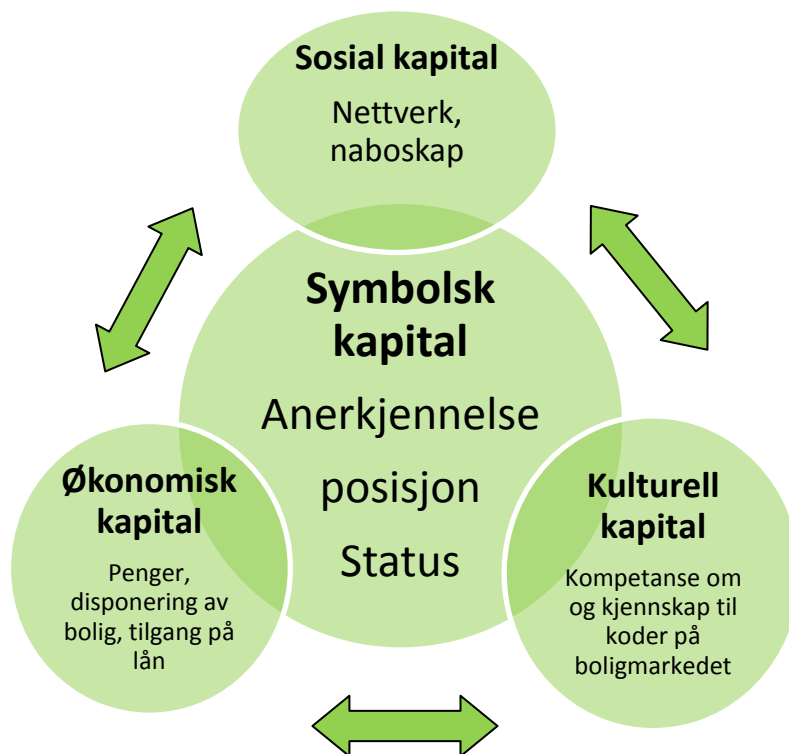 Sosial kapital
Nettverk,
naboskap
Symbolsk
kapital
Anerkjennelse
posisjon
Status
Økonomisk
kapital
Penger,
disponering av
bolig, tilgang på
lån
Kulturell
kapital
Kompetanse om
og kjennskap til
koder på
boligmarkedet